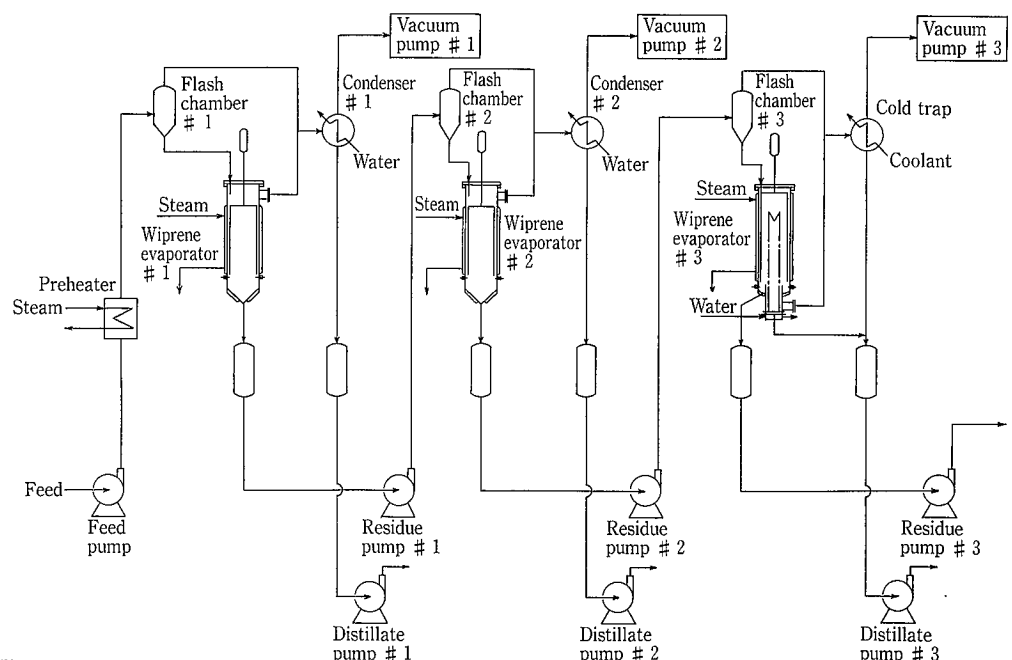 Vacuum
pump # 1
Vacuum
pump # 2
Vacuum
pump # 3
Flash
chamber
# 1
Condenser
# 1
Water
Flash
chamber
# 2
Condenser
# 2
Water
Flash
chamber
# 3
Cold trap
Coolant
Steam
Wiprene
evaporator
# 1
Steam
Wiprene
evaporator
# 2
Steam
Wiprene
evaporator
# 3
Water
Preheater
Steam
Feed
Feed
pump
Residue
pump # 1
Residue
pump # 2
Residue
pump # 3
Distillate
pump # 1
Distillate
pump # 2
Distillate
pump # 3